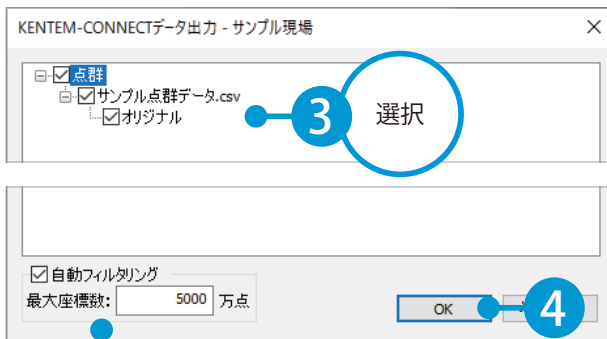 KENTEM-CONNECTデータ出力 - サンプル現場
点群
サンプル点群データ.csv
オリジナル
3
選択
自動フィルタリング
最大座標数: 5000 万点
OK
4